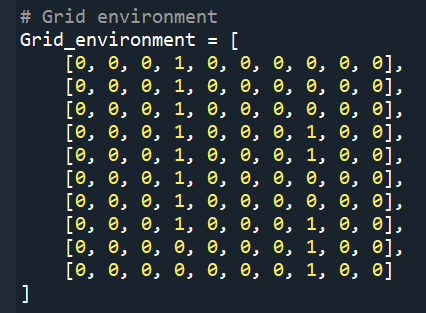 # Grid environment
Grid_environment = [
[0, 0, 0, 1, 0, 0, 0, 0, 0, 0],
[0, 0, 0, 1, 0, 0, 0, 0, 0, 0],
[0, 0, 0, 1, 0, 0, 0, 0, 0, 0],
[0, 0, 0, 1, 0, 0, 0, 1, 0, 0],
[0, 0, 0, 1, 0, 0, 0, 1, 0, 0],
[0, 0, 0, 1, 0, 0, 0, 0, 0, 0],
[0, 0, 0, 1, 0, 0, 0, 0, 0, 0],
[0, 0, 0, 1, 0, 0, 0, 1, 0, 0],
[0, 0, 0, 0, 0, 0, 0, 1, 0, 0],
[0, 0, 0, 0, 0, 0, 0, 1, 0, 0]
]